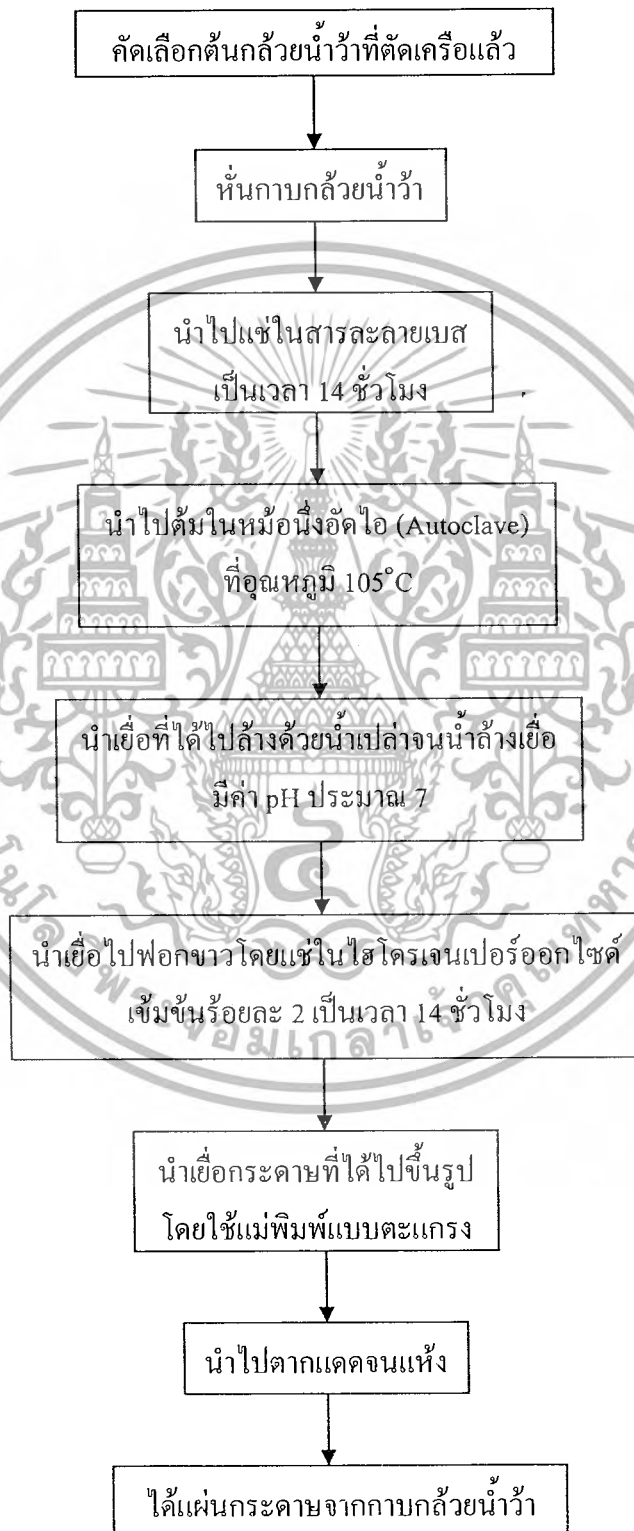 คัดเลือกต้นกล้วยน้ำว้าที่ตัดเครือแล้ว
หั่นกาบกล้วยน้ำว้า
นำไปแช่ในสารละลายเบส
เป็นเวลา 14 ชั่วโมง
นำไปต้มในหม้อนึ่งอัดไอ (Autoclave)
ที่อุณหภูมิ 105°C
นำเยื่อที่ได้ไปล้างด้วยน้ำเปล่าจนน้ำล้างเยื่อ
มีค่า pH ประมาณ 7
นำเยื่อไปฟอกขาวโดยแช่ในไฮโดรเจนเปอร์ออกไซด์
เข้มข้นร้อยละ 2 เป็นเวลา 14 ชั่วโมง
นำเยื่อกระดาษที่ได้ไปขึ้นรูป
โดยใช้แม่พิมพ์แบบตะแกรง
นำไปตากแดดจนแห้ง
ได้แผ่นกระดาษจากกาบกล้วยน้ำว้า